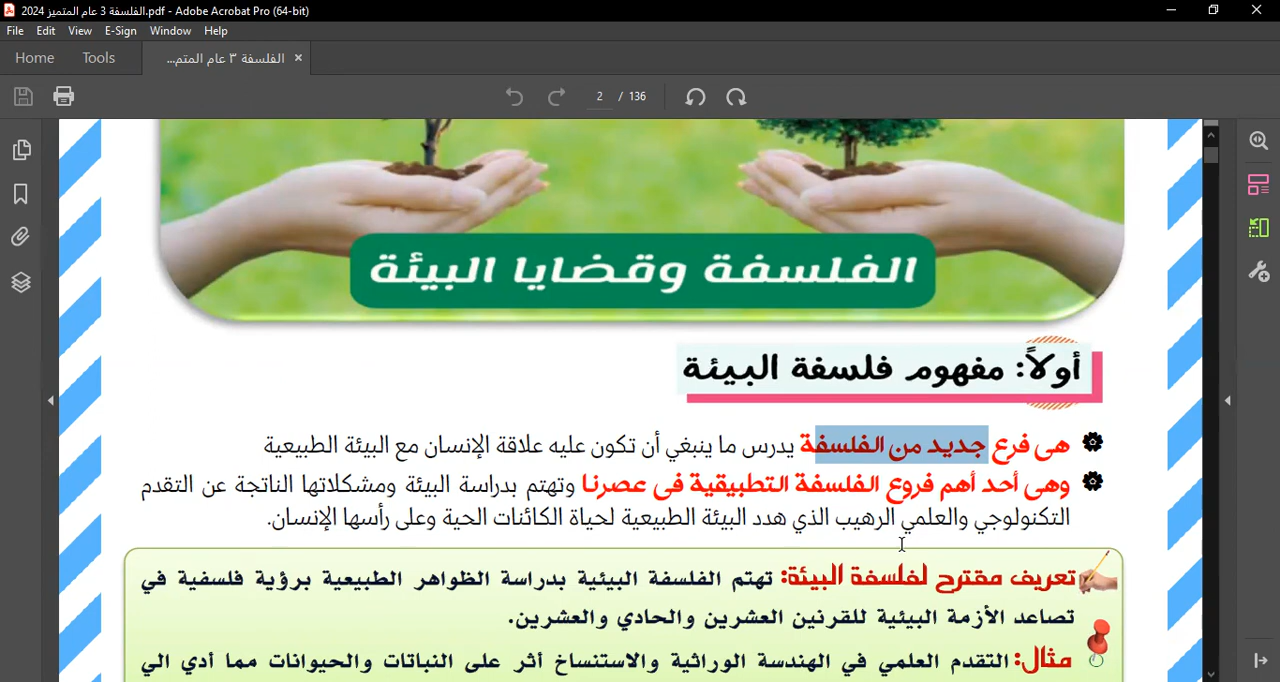 الفلسفة 3 عام المتميز 2024.pdf - Adobe Acrobat Pro (64-bit)
File Edit View E-Sign Window Help
Home Tools الفلسفة ٣ عام المتم... ×
2 / 136
الفلسفة وقضايا البيئة
أولاً: مفهوم فلسفة البيئة
هى فرع جديد من الفلسفة يدرس ما ينبغي أن تكون عليه علاقة الإنسان مع البيئة الطبيعية
وهى أحد أهم فروع الفلسفة التطبيقية فى عصرنا وتهتم بدراسة البيئة ومشكلاتها الناتجة عن التقدم
التكنولوجي والعلمي الرهيب الذي هدد البيئة الطبيعية لحياة الكائنات الحية وعلى رأسها الإنسان.
تعريف مقترح لفلسفة البيئة: تهتم الفلسفة البيئية بدراسة الظواهر الطبيعية برؤية فلسفية في
تصاعد الأزمة البيئية للقرنين العشرين والحادي والعشرين.
مثال: التقدم العلمي في الهندسة الوراثية والاستنساخ أثر على النباتات والحيوانات مما أدي الي